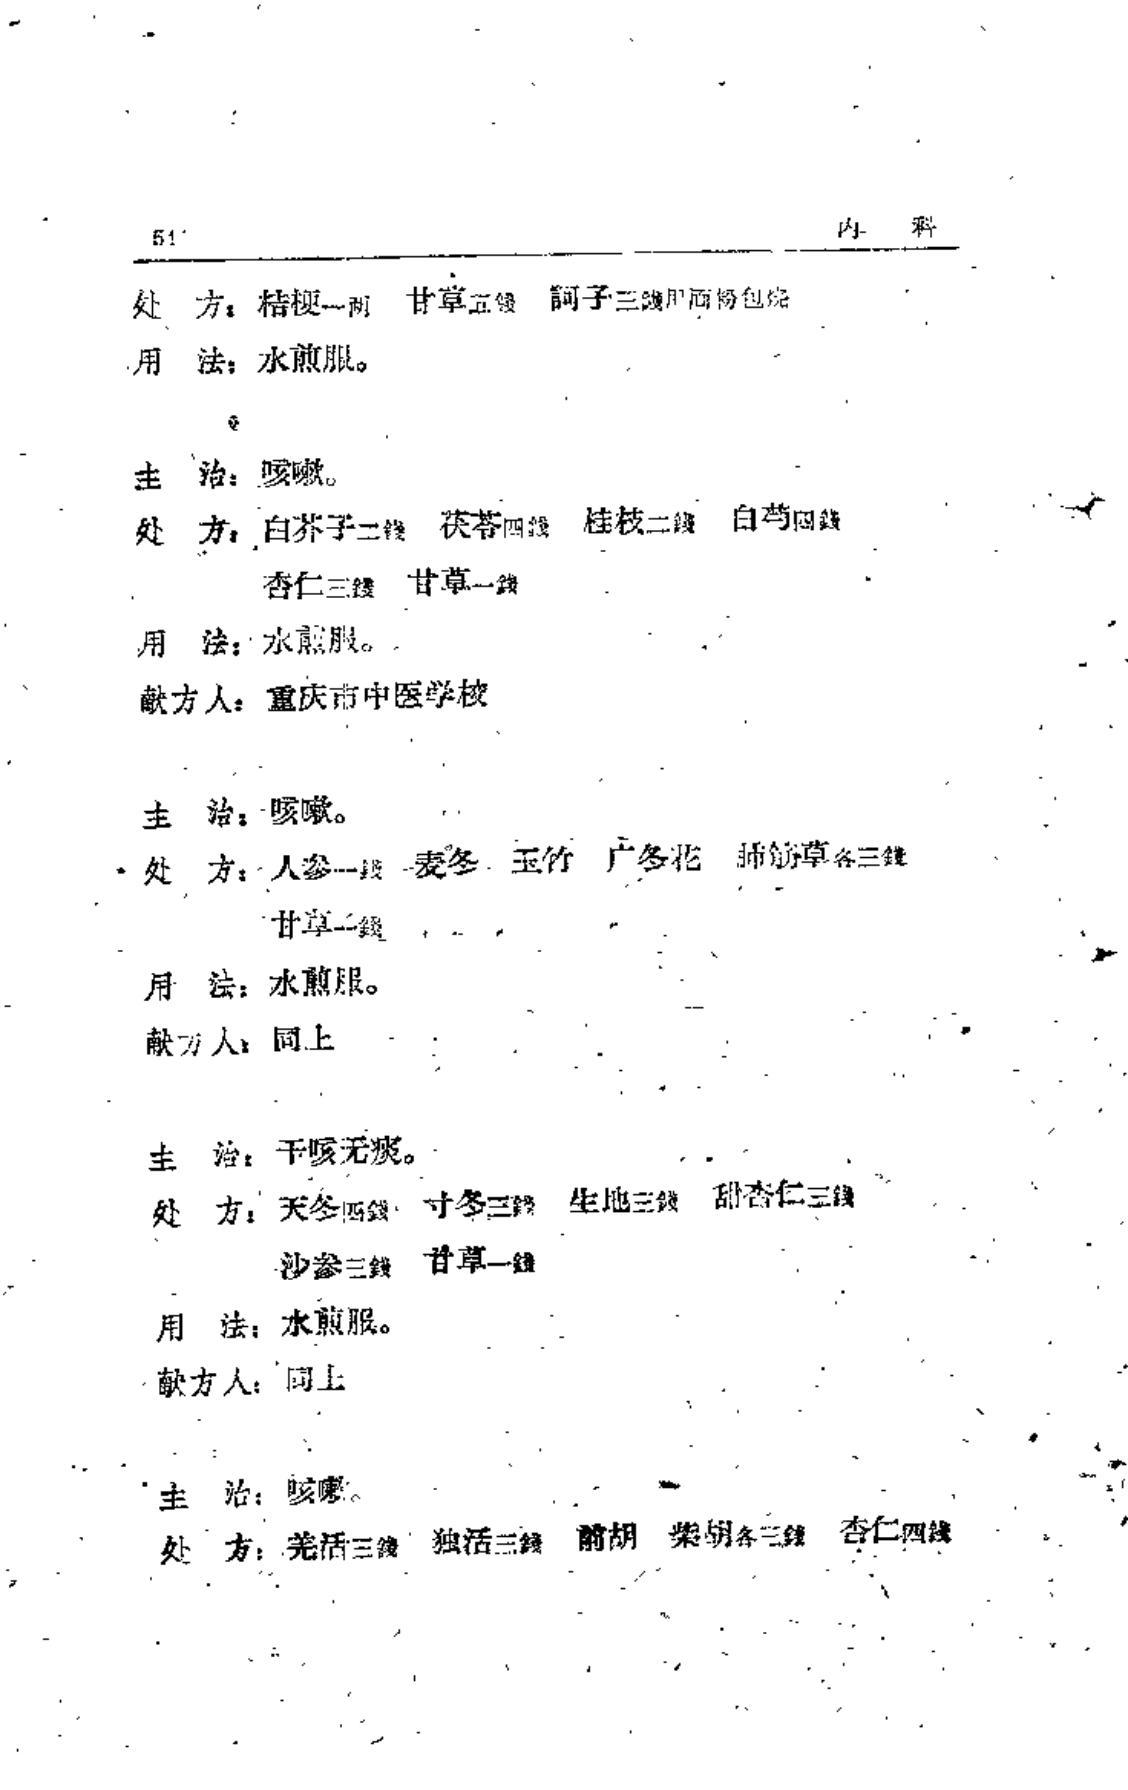 51 内 科
处 方：桔梗一兩 甘草五錢 訶子三錢用面粉包烧
用 法：水煎服。
主 治：咳嗽。
处 方：白芥子二錢 茯苓四錢 桂枝二錢 白芍四錢
杏仁三錢 甘草一錢
用 法：水煎服。
献方人：重庆市中医学校
主 治：咳嗽。
处 方：人参一錢 麦冬 玉竹 广冬花 肺筋草各三錢
甘草一錢
用 法：水煎服。
献方人：同上
主 治：干咳无痰。
处 方：天冬四錢 寸冬三錢 生地三錢 甜杏仁三錢
沙参三錢 甘草一錢
用 法：水煎服。
献方人：同上
主 治：咳嗽。
处 方：羌活三錢 独活三錢 前胡 柴胡各三錢 杏仁四錢